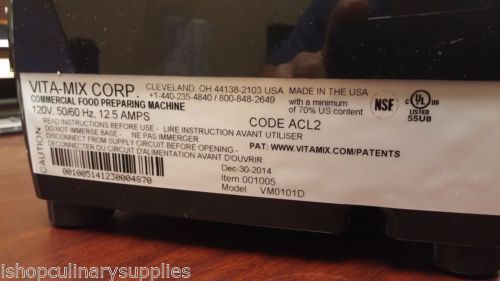 VITA-MIX CORP.
CLEVELAND, OH 44138-2103 USA
+1-440-235-4840 / 800-848-2649
MADE IN THE USA
with a minimum
of 70% US content
NSF
C UL US
LISTED
55U8
COMMERCIAL FOOD PREPARING MACHINE
120V, 50/60 Hz, 12.5 AMPS
CODE ACL2
CAUTION
READ INSTRUCTIONS BEFORE USE - LIRE INSTRUCTION AVANT UTILISER
DO NOT IMMERSE BASE - NE PAS IMMERGER
DISCONNECT FROM SUPPLY CIRCUIT BEFORE OPENING -
DECONNECTER DU CIRCUIT D'ALIMENTATION AVANT D'OUVRIR
PAT: WWW.VITAMIX.COM/PATENTS
Dec-30-2014
Item 001005
Model VM0101D
001005141230004870
ishopculinarysupplies